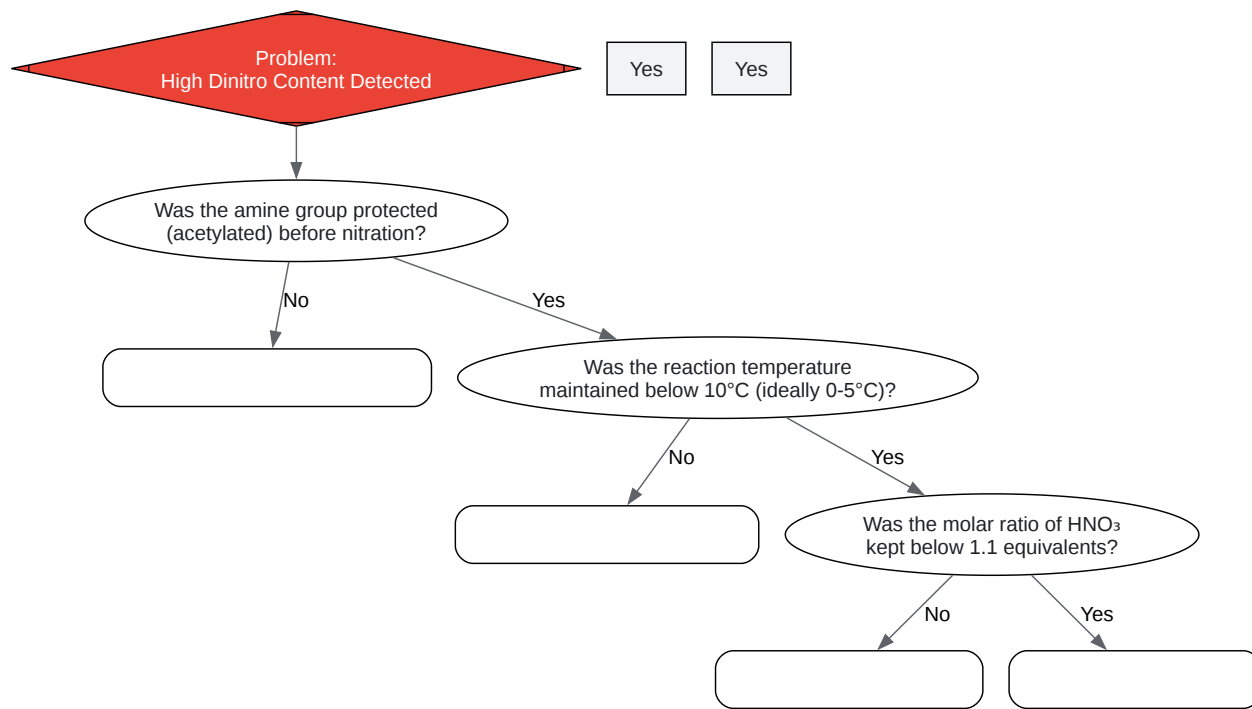 Problem:
High Dinitro Content Detected
Yes
Yes
Was the amine group protected
(acetylated) before nitration?
No
Yes
Was the reaction temperature
maintained below 10°C (ideally 0-5°C)?
No
Yes
Was the molar ratio of HNO₃
kept below 1.1 equivalents?
No
Yes